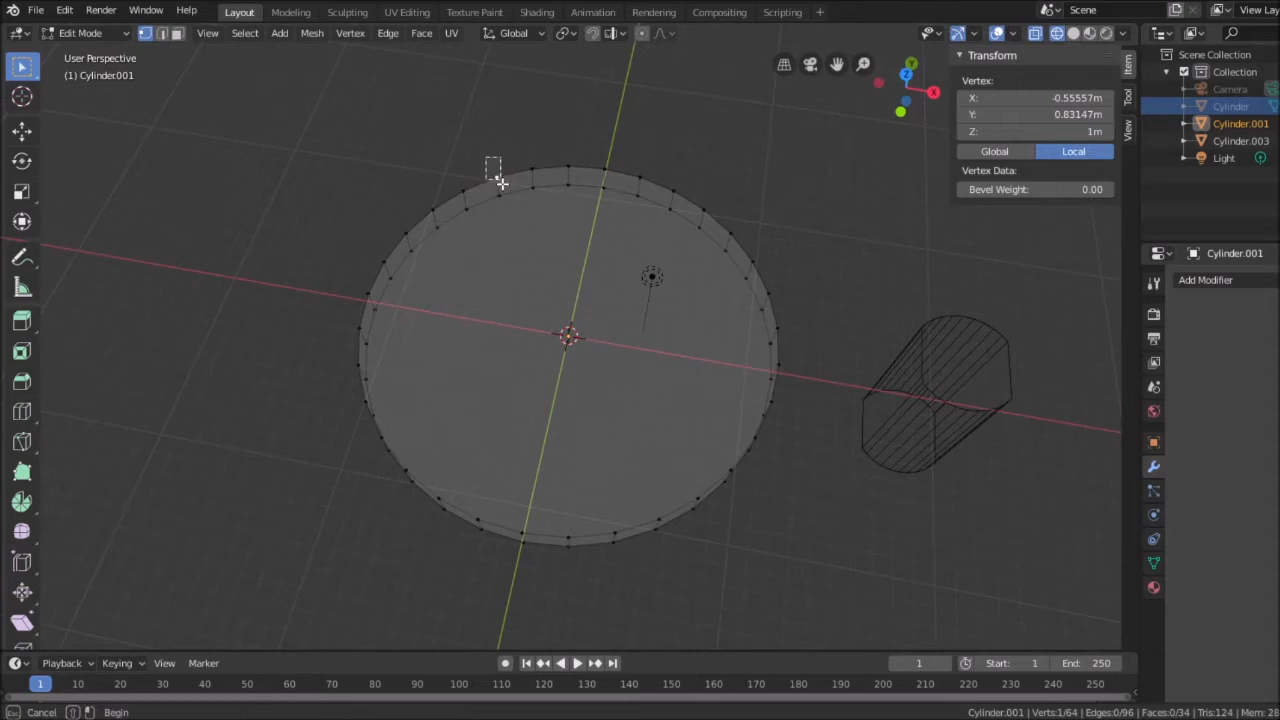 File Edit Render Window Help Layout Modeling Sculpting UV Editing Texture Paint Shading Animation Rendering Compositing Scripting + Scene View Lay
Edit Mode View Select Add Mesh Vertex Edge Face UV Global
User Perspective
(1) Cylinder.001
Y
Z
X
Transform
Vertex:
X: -0.55557m
Y: 0.83147m
Z: 1m
Global Local
Vertex Data:
Bevel Weight: 0.00
Item
Tool
View
Scene Collection
Collection
Camera
Cylinder
Cylinder.001
Cylinder.003
Light
Cylinder.001
Add Modifier
Playback Keying View Marker 1 Start: 1 End: 250
1 10 20 30 40 50 60 70 80 90 100 110 120 130 140 150 160 170 180 190 200 210 220 230 240 250
Cancel Begin Cylinder.001 | Verts:1/64 | Edges:0/96 | Faces:0/34 | Tris:124 | Mem: 28